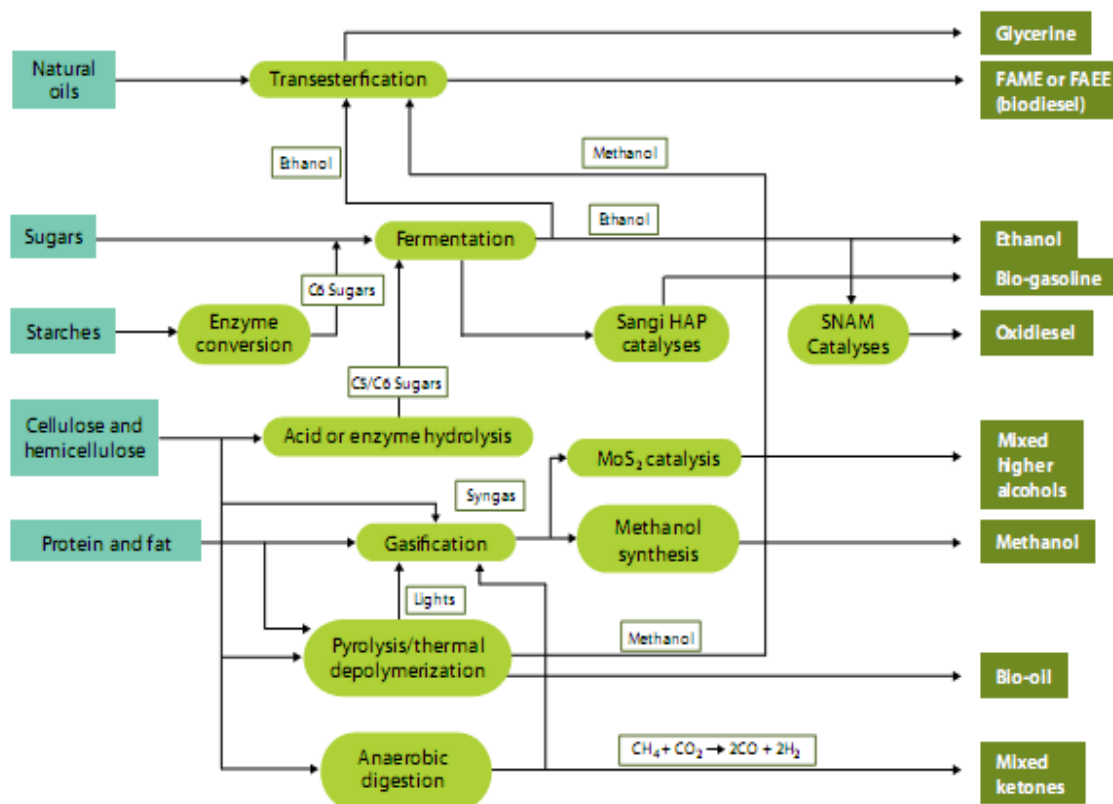 Glycerine
Natural
oils
Transesterfication
FAME or FAEE
(biodiesel)
Ethanol
Methanol
Sugars
Fermentation
Ethanol
Ethanol
C6 Sugars
Bio-gasoline
Starches
Enzyme
conversion
Sangi HAP
catalyses
SNAM
Catalyses
Oxidiesel
C5/C6 Sugars
Cellulose and
hemicellulose
Acid or enzyme hydrolysis
MoS₂ catalysis
Mixed
higher
alcohols
Syngas
Protein and fat
Gasification
Methanol
synthesis
Methanol
Lights
Pyrolysis/thermal
depolymerization
Methanol
Bio-oil
Anaerobic
digestion
CH₄ + CO₂ → 2CO + 2H₂
Mixed
ketones